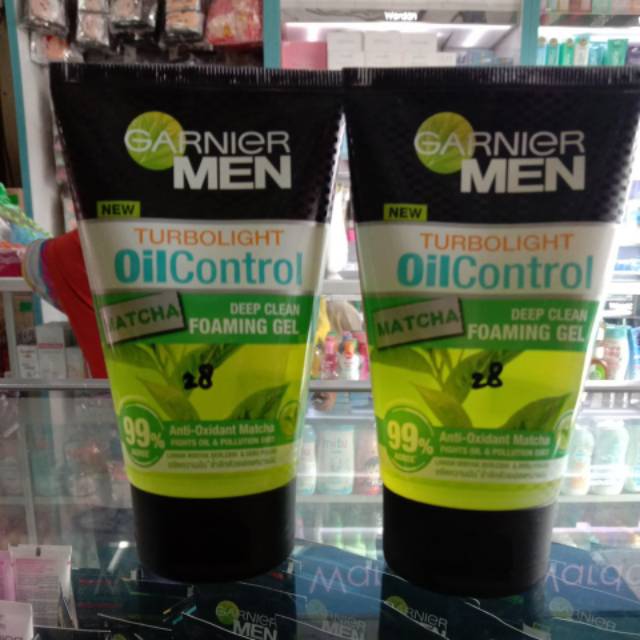 GARNIER
MEN
NEW
TURBOLIGHT
OilControl
MATCHA
DEEP CLEAN
FOAMING GEL
28
99%
Anti-Oxidant Matcha
FIGHTS OIL & POLLUTION DIRT
GARNIER
MEN
NEW
TURBOLIGHT
OilControl
MATCHA
DEEP CLEAN
FOAMING GEL
28
99%
Anti-Oxidant Matcha
FIGHTS OIL & POLLUTION DIRT
GARNIER
MEN